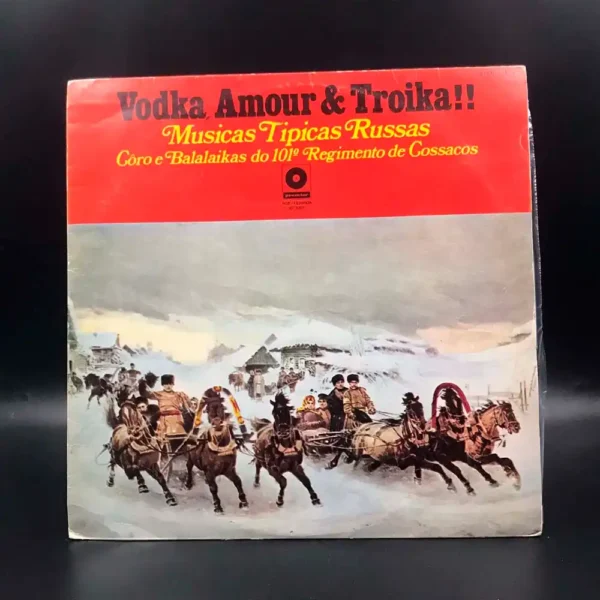 Vodka, Amour & Troika!!
Musicas Tipicas Russas
Côro e Balalaikas do 101º Regimento de Cossacos